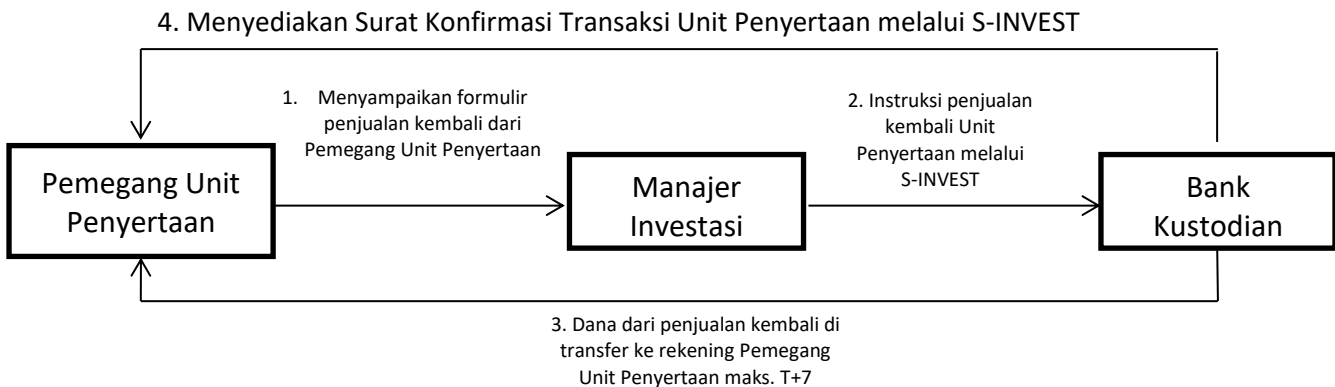 4. Menyediakan Surat Konfirmasi Transaksi Unit Penyertaan melalui S-INVEST
1. Menyampaikan formulir
penjualan kembali dari
Pemegang Unit Penyertaan
2. Instruksi penjualan
kembali Unit
Penyertaan melalui
S-INVEST
Pemegang Unit
Penyertaan
Manajer
Investasi
Bank
Kustodian
3. Dana dari penjualan kembali di
transfer ke rekening Pemegang
Unit Penyertaan maks. T+7